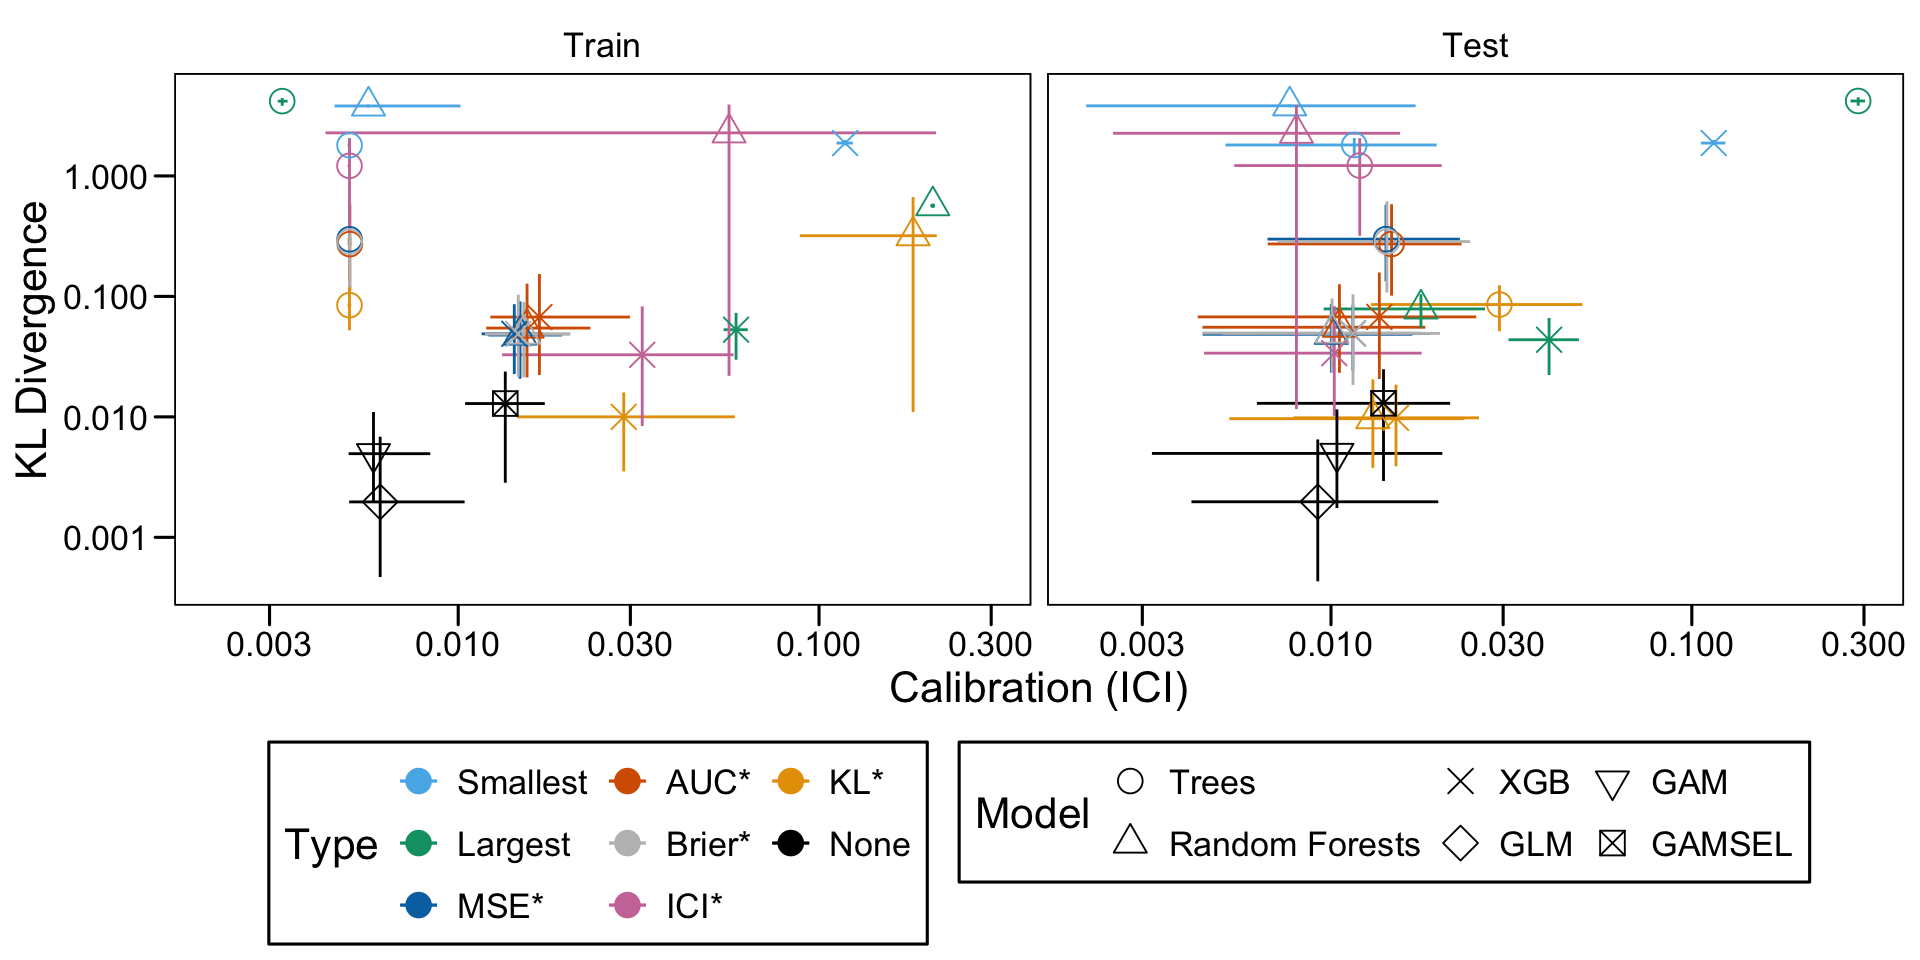 Train Test
KL Divergence
1.000
0.100
0.010
0.001
0.003 0.010 0.030 0.100 0.300 0.003 0.010 0.030 0.100 0.300
Calibration (ICI)
Type
Smallest AUC* KL*
Largest Brier* None
MSE* ICI*
Model
Trees XGB GAM
Random Forests GLM GAMSEL